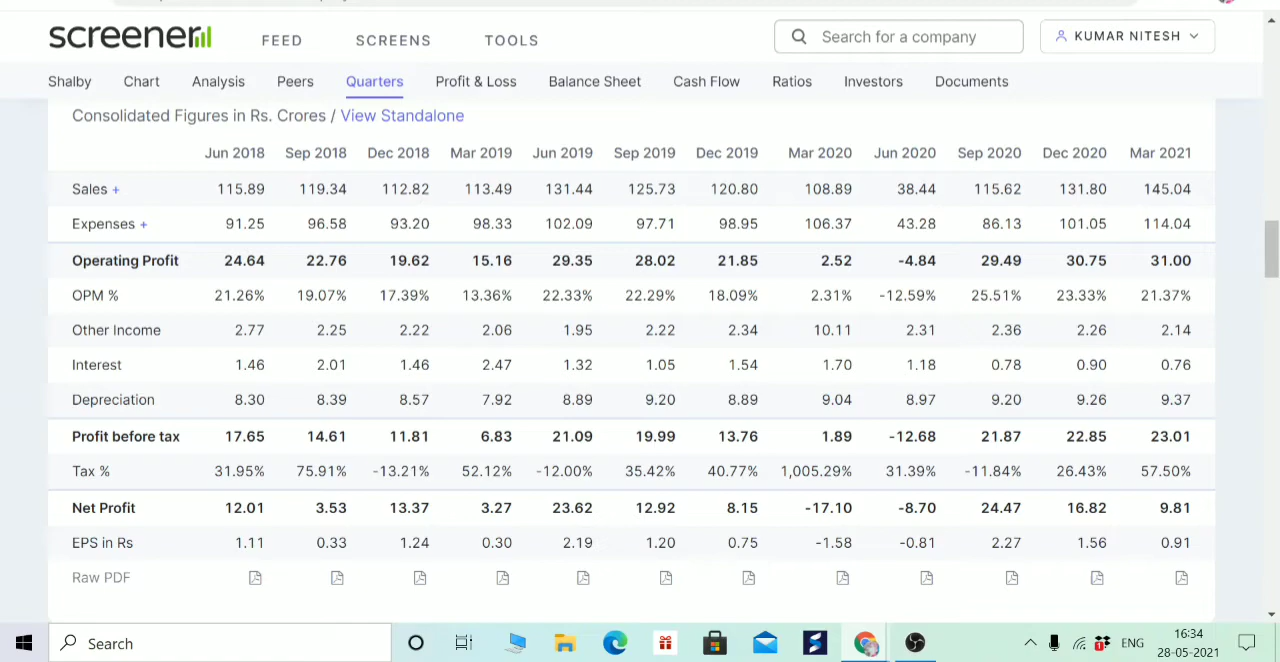 screener FEED SCREENS TOOLS Search for a company KUMAR NITESH
Shalby Chart Analysis Peers Quarters Profit & Loss Balance Sheet Cash Flow Ratios Investors Documents
Consolidated Figures in Rs. Crores / View Standalone
Jun 2018 Sep 2018 Dec 2018 Mar 2019 Jun 2019 Sep 2019 Dec 2019 Mar 2020 Jun 2020 Sep 2020 Dec 2020 Mar 2021
Sales + 115.89 119.34 112.82 113.49 131.44 125.73 120.80 108.89 38.44 115.62 131.80 145.04
Expenses + 91.25 96.58 93.20 98.33 102.09 97.71 98.95 106.37 43.28 86.13 101.05 114.04
Operating Profit 24.64 22.76 19.62 15.16 29.35 28.02 21.85 2.52 -4.84 29.49 30.75 31.00
OPM % 21.26% 19.07% 17.39% 13.36% 22.33% 22.29% 18.09% 2.31% -12.59% 25.51% 23.33% 21.37%
Other Income 2.77 2.25 2.22 2.06 1.95 2.22 2.34 10.11 2.31 2.36 2.26 2.14
Interest 1.46 2.01 1.46 2.47 1.32 1.05 1.54 1.70 1.18 0.78 0.90 0.76
Depreciation 8.30 8.39 8.57 7.92 8.89 9.20 8.89 9.04 8.97 9.20 9.26 9.37
Profit before tax 17.65 14.61 11.81 6.83 21.09 19.99 13.76 1.89 -12.68 21.87 22.85 23.01
Tax % 31.95% 75.91% -13.21% 52.12% -12.00% 35.42% 40.77% 1,005.29% 31.39% -11.84% 26.43% 57.50%
Net Profit 12.01 3.53 13.37 3.27 23.62 12.92 8.15 -17.10 -8.70 24.47 16.82 9.81
EPS in Rs 1.11 0.33 1.24 0.30 2.19 1.20 0.75 -1.58 -0.81 2.27 1.56 0.91
Raw PDF
Search ENG 16:34
28-05-2021